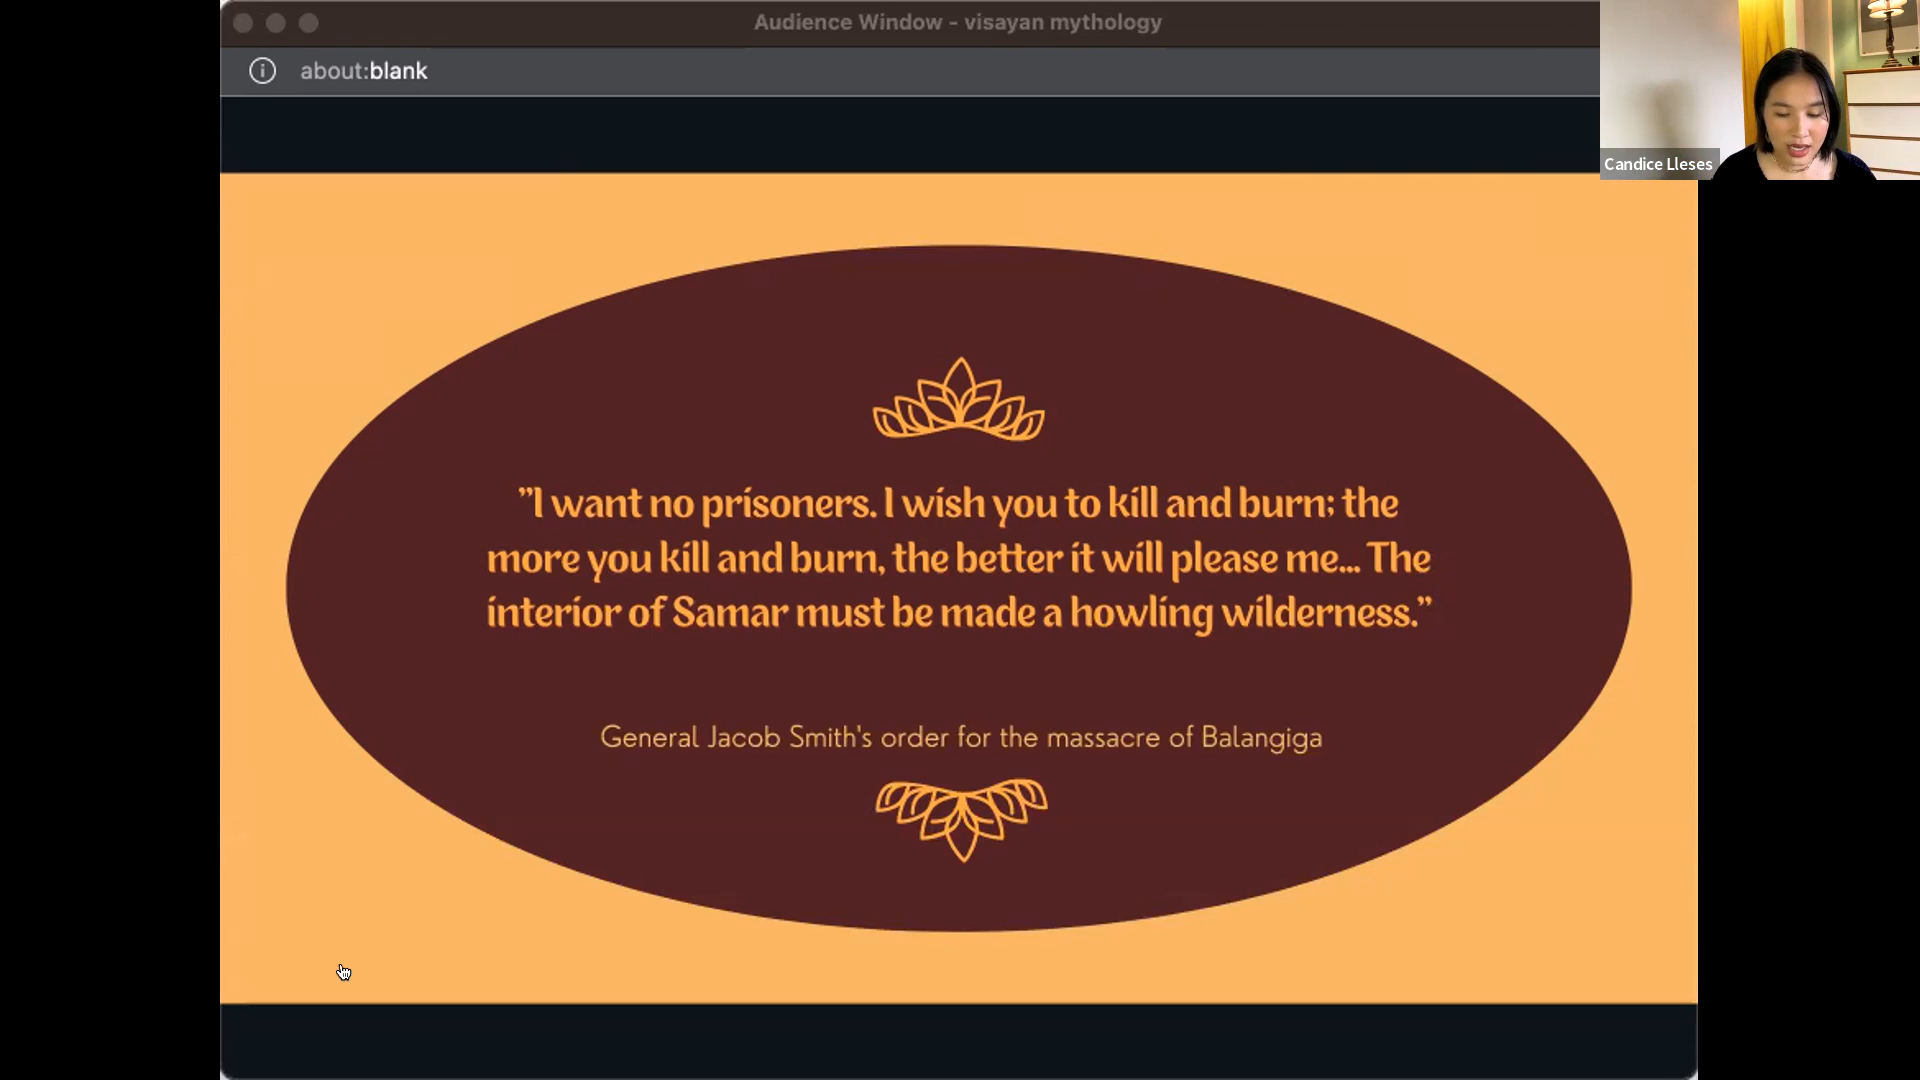 Audience Window - visayan mythology
about:blank
Candice Lleses
”I want no prisoners. I wish you to kill and burn; the
more you kill and burn, the better it will please me... The
interior of Samar must be made a howling wilderness.”
General Jacob Smith's order for the massacre of Balangiga